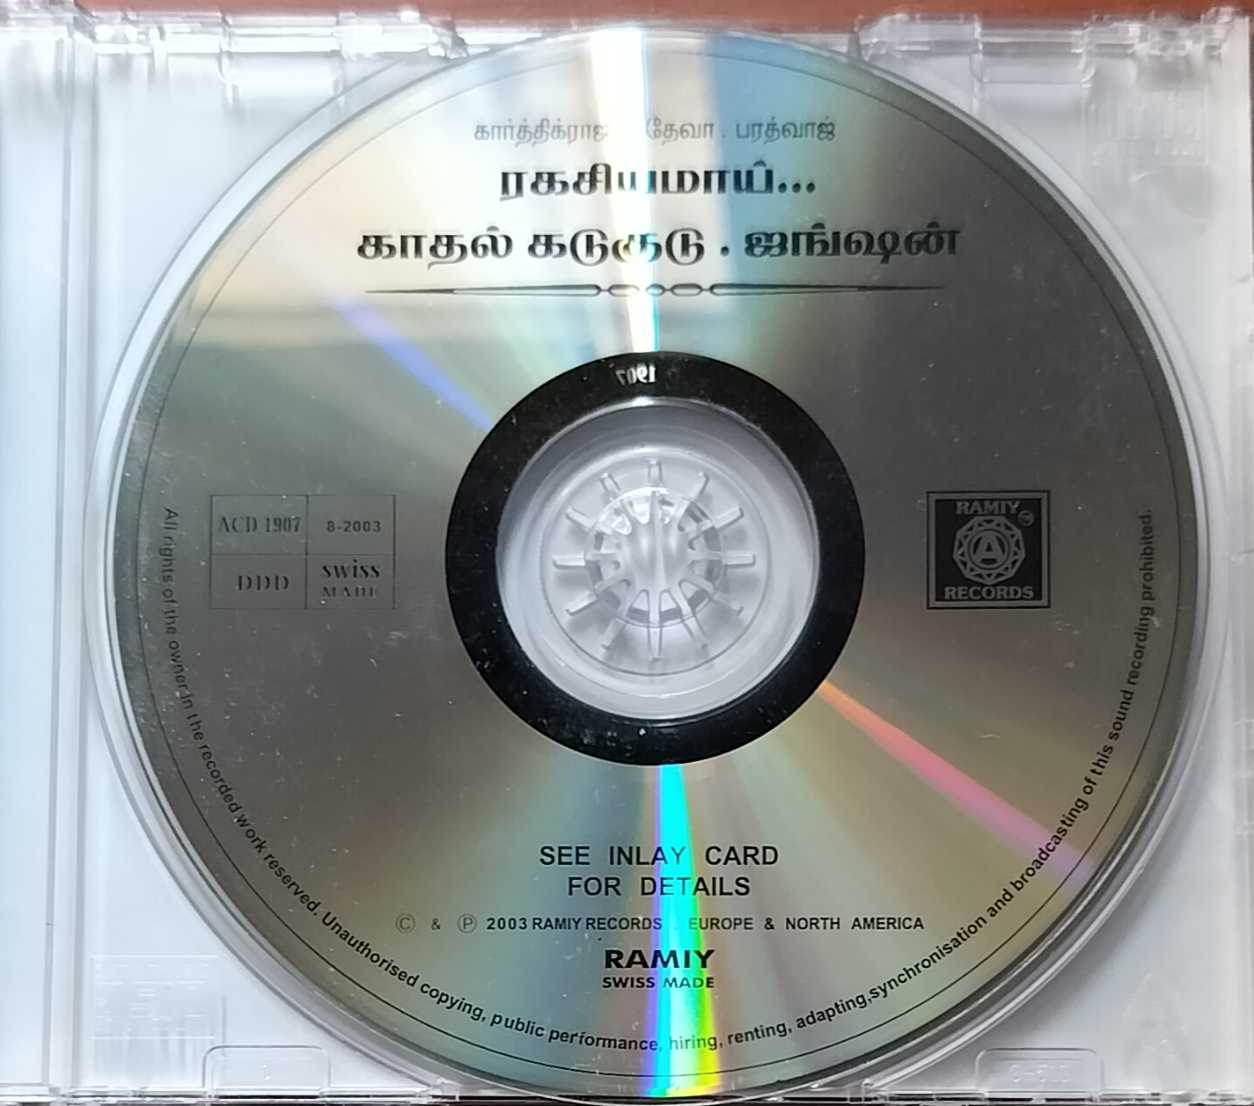 கார்த்திக்ராஜா . தேவா . பரத்வாஜ்
ரகசியமாய்...
காதல் கடுகுடு . ஜங்ஷன்
1907
ACD 1907 8-2003
DDD swiss MADE
RAMIY
A
RECORDS
SEE INLAY CARD
FOR DETAILS
© & ℗ 2003 RAMIY RECORDS . EUROPE & NORTH AMERICA
RAMIY
SWISS MADE
All rights of the owner in the recorded work reserved. Unauthorised copying, public performance, hiring, renting, adapting,synchronisation and broadcasting of this sound recording prohibited.